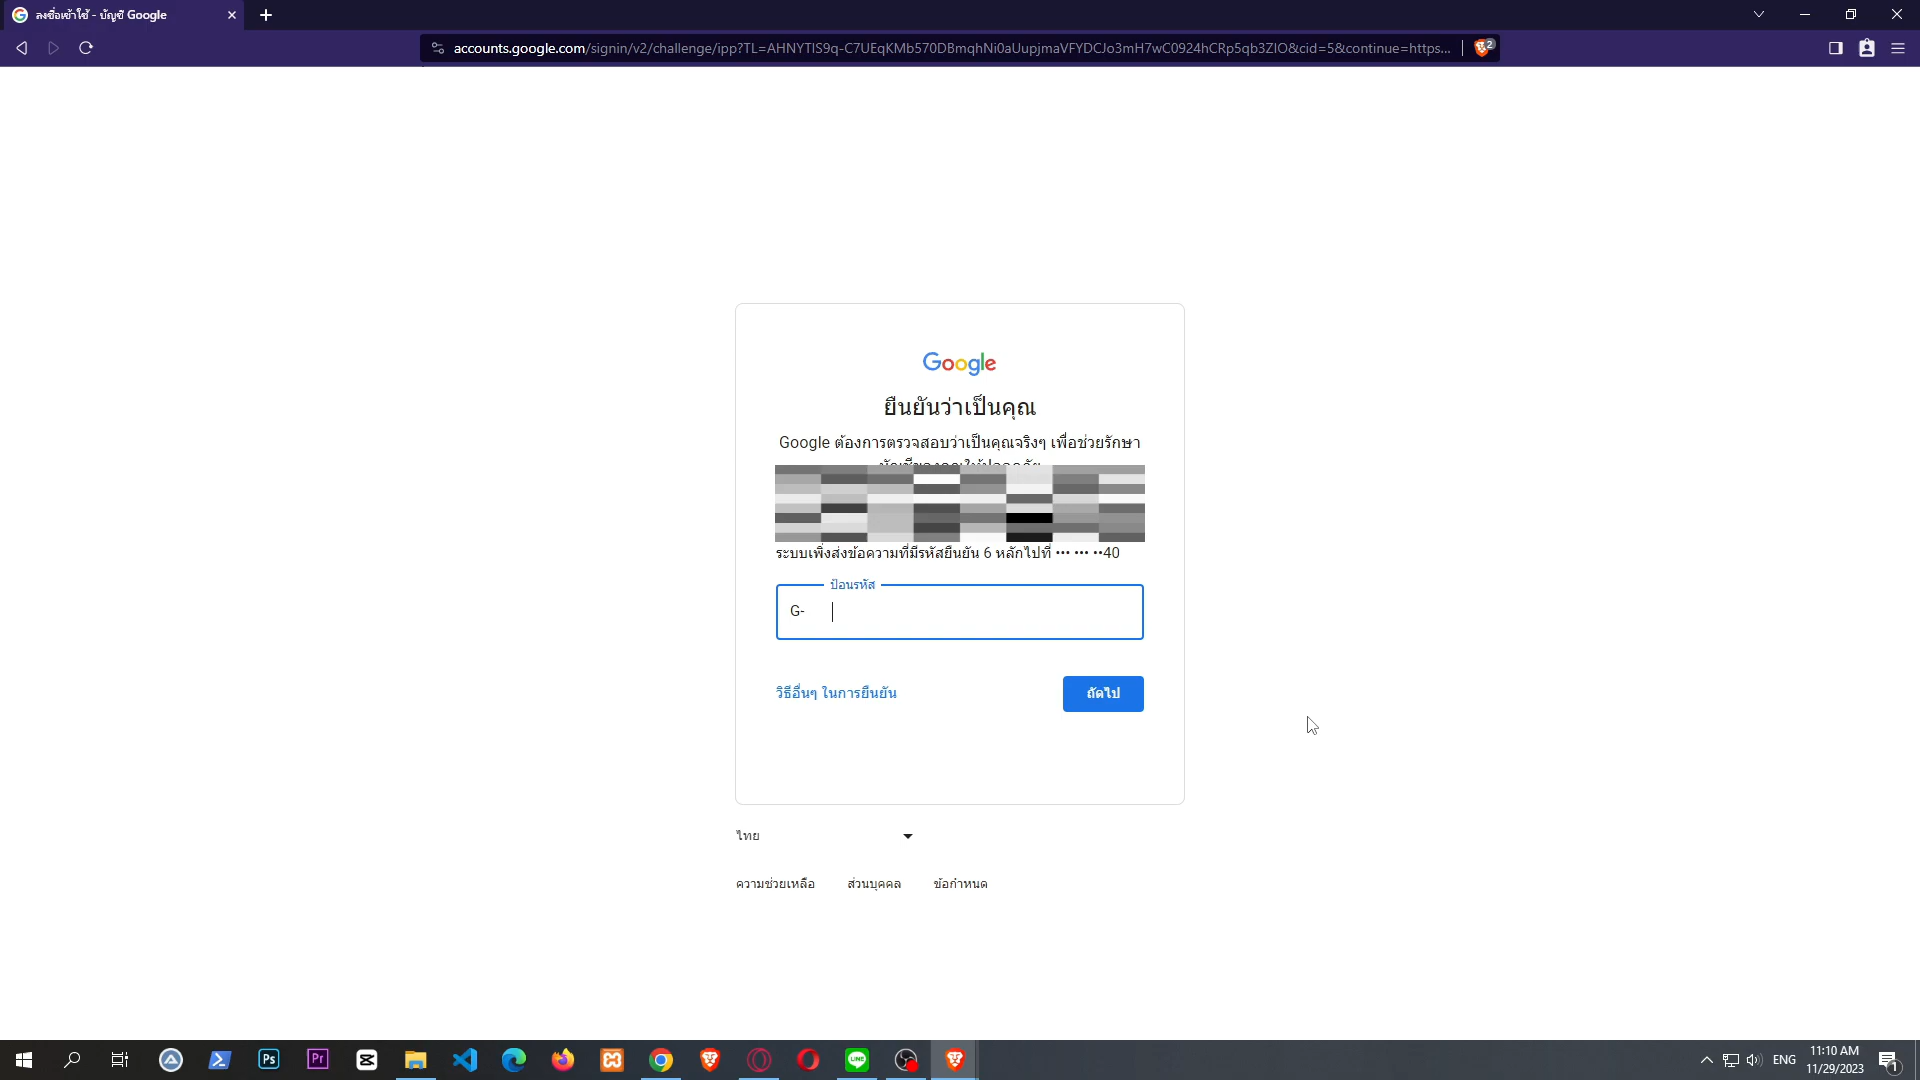 ลงชื่อเข้าใช้ - บัญชี Google
accounts.google.com/signin/v2/challenge/ipp?TL=AHNYTIS9q-C7UEqKMb570DBmqhNi0aUupjmaVFYDCJo3mH7wC0924hCRp5qb3ZIO&cid=5&continue=https...
2
Google
ยืนยันว่าเป็นคุณ
Google ต้องการตรวจสอบว่าเป็นคุณจริงๆ เพื่อช่วยรักษา
ระบบเพิ่งส่งข้อความที่มีรหัสยืนยัน 6 หลักไปที่ ••• ••• ••40
ป้อนรหัส
G-
วิธีอื่นๆ ในการยืนยัน
ถัดไป
ไทย
ความช่วยเหลือ ส่วนบุคคล ข้อกำหนด
Ps
Pr
LINE
ENG
11:10 AM
11/29/2023
1